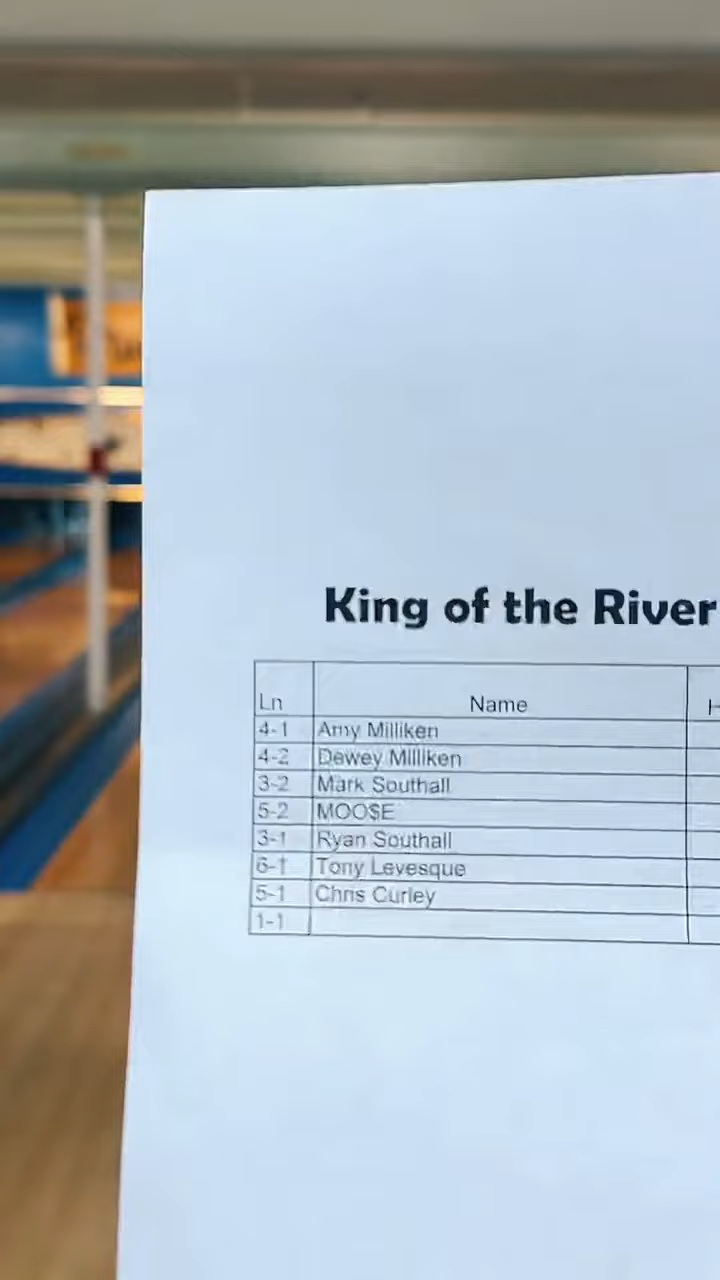 King of the River
Ln Name H
4-1 Amy Milliken
4-2 Dewey Milliken
3-2 Mark Southall
5-2 MOO$E
3-1 Ryan Southall
6-1 Tony Levesque
5-1 Chris Curley
1-1